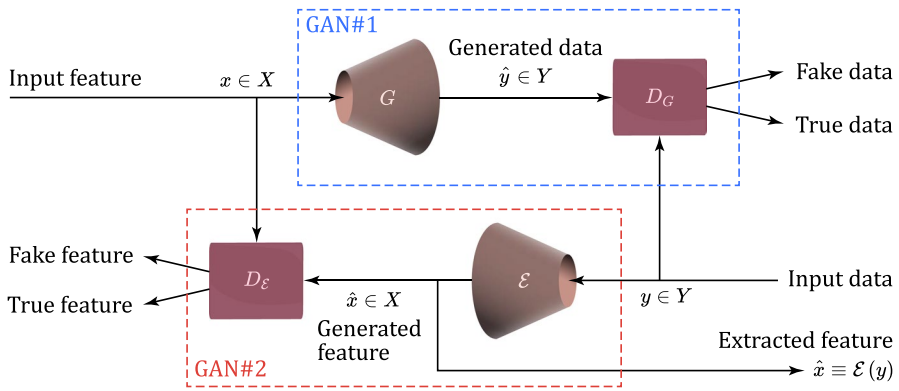 GAN#1
Generated data
Input feature
x ∈ X
G
ŷ ∈ Y
D_G
Fake data
True data
Fake feature
True feature
D_ℰ
x̂ ∈ X
Generated
feature
ℰ
y ∈ Y
Input data
GAN#2
Extracted feature
x̂ ≡ ℰ(y)